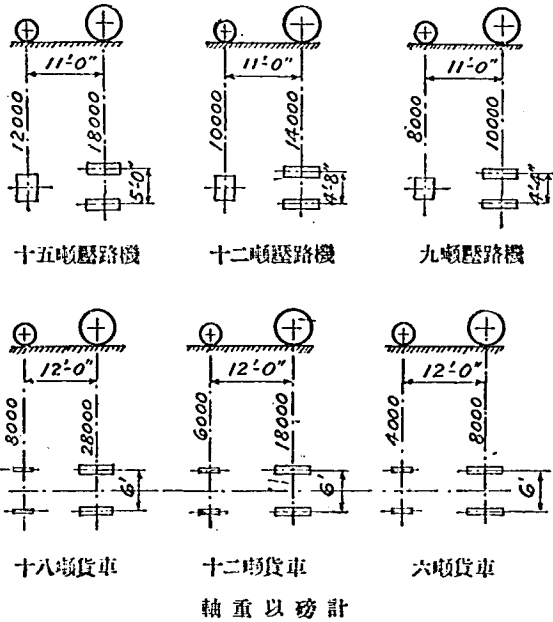 11'-0" 11'-0" 11'-0"
12000 18000 10000 14000 8000 10000
5'-0" 4'-8" 4'-4"
十五噸壓路機 十二噸壓路機 九噸壓路機
12'-0" 12'-0" 12'-0"
8000 28000 6000 18000 4000 8000
6' 6' 6'
十八噸貨車 十二噸貨車 六噸貨車
軸重以磅計